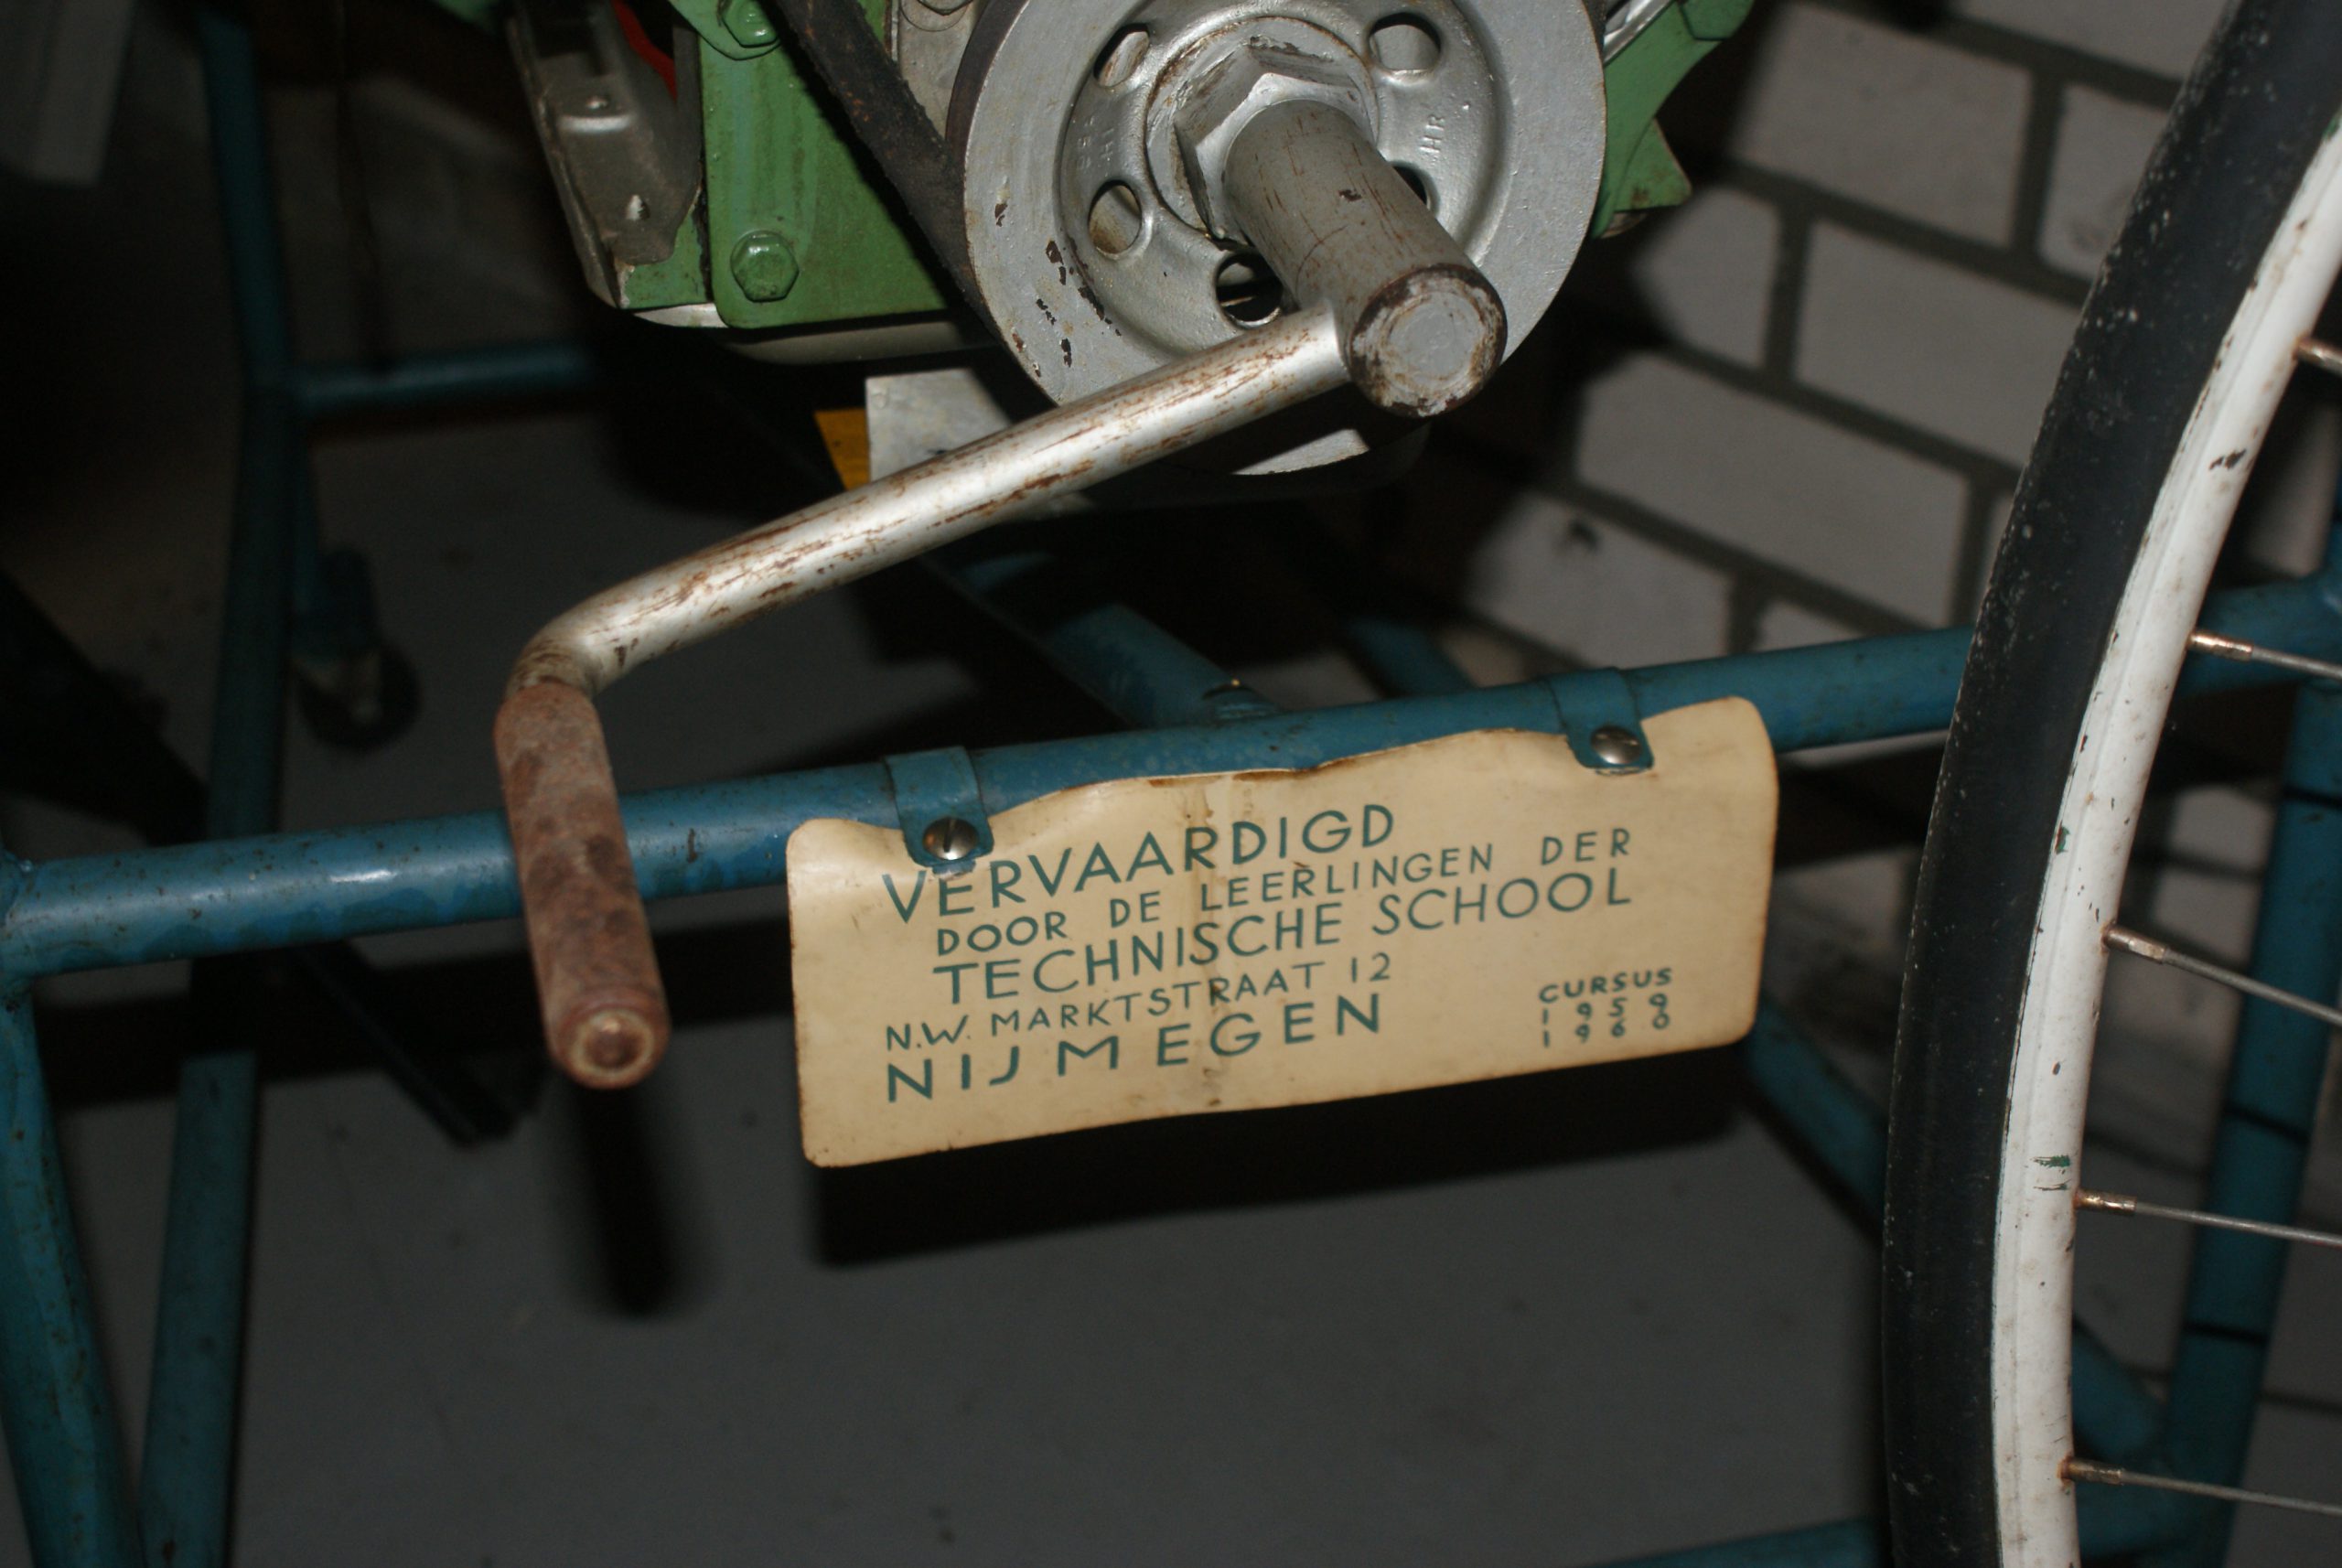 VERVAARDIGD
DOOR DE LEERLINGEN DER
TECHNISCHE SCHOOL
N.W. MARKTSTRAAT 12
NIJMEGEN
CURSUS
1959
1960